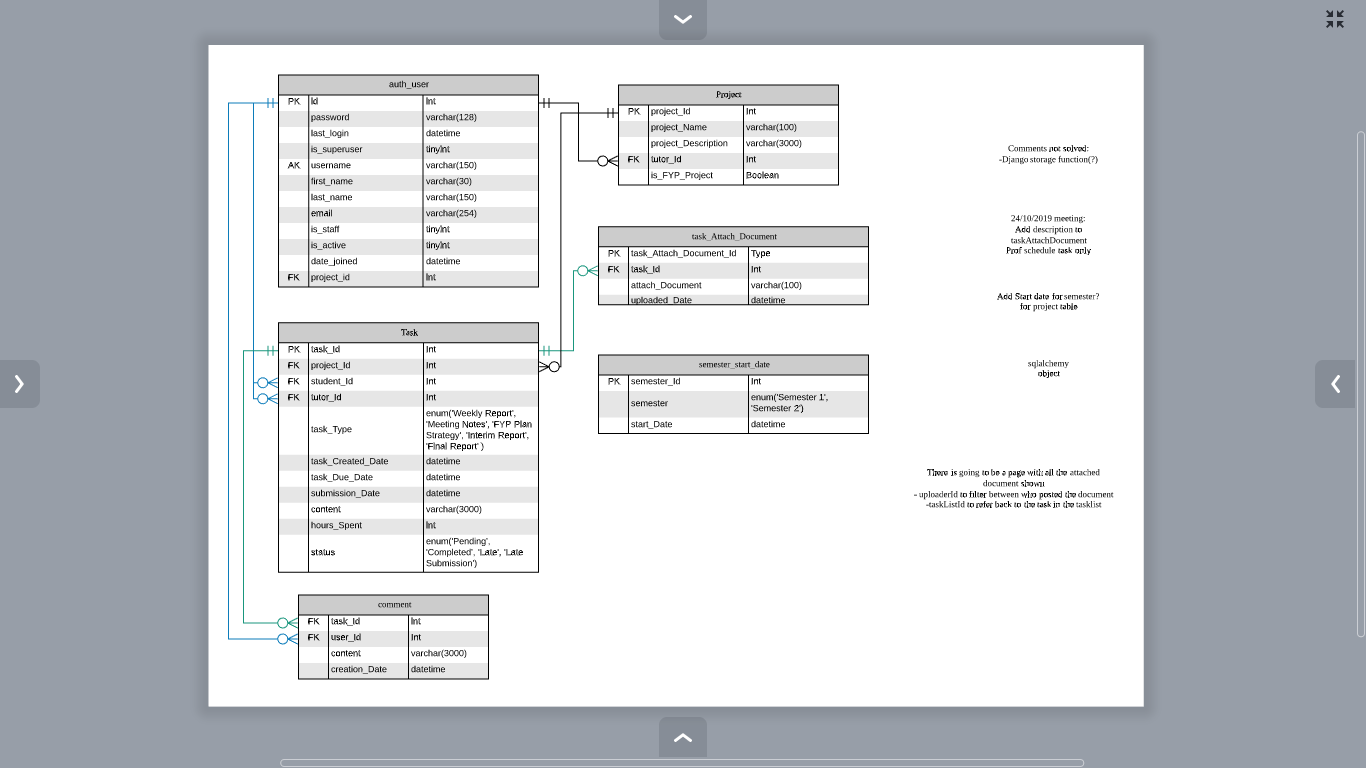 auth_user
PK id Int
password varchar(128)
last_login datetime
is_superuser tinyint
AK username varchar(150)
first_name varchar(30)
last_name varchar(150)
email varchar(254)
is_staff tinyint
is_active tinyint
date_joined datetime
FK project_id Int
Project
PK project_Id Int
project_Name varchar(100)
project_Description varchar(3000)
FK tutor_Id Int
is_FYP_Project Boolean
task_Attach_Document
PK task_Attach_Document_Id Type
FK task_Id Int
attach_Document varchar(100)
uploaded_Date datetime
Task
PK task_Id Int
FK project_Id Int
FK student_Id Int
FK tutor_Id Int
task_Type enum('Weekly Report',
'Meeting Notes', 'FYP Plan
Strategy', 'Interim Report',
'Final Report' )
task_Created_Date datetime
task_Due_Date datetime
submission_Date datetime
content varchar(3000)
hours_Spent Int
status enum('Pending',
'Completed', 'Late', 'Late
Submission')
semester_start_date
PK semester_Id Int
semester enum('Semester 1',
'Semester 2')
start_Date datetime
comment
FK task_Id Int
FK user_Id Int
content varchar(3000)
creation_Date datetime
Comments not solved:
-Django storage function(?)
24/10/2019 meeting:
Add description to
taskAttachDocument
Prof schedule task only
Add Start date for semester?
for project table
sqlalchemy
object
There is going to be a page with all the attached
document shown
- uploaderId to filter between who posted the document
-taskListId to refer back to the task in the tasklist